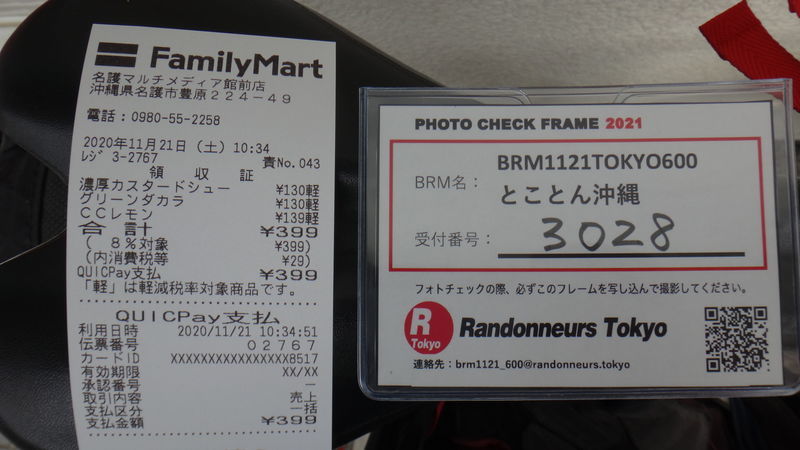 FamilyMart
名護マルチメディア館前店
沖縄県名護市豊原224-49
電話:0980-55-2258
2020年11月21日(土) 10:34
ﾚｼﾞ 3-2767 責No.043
領 収 証
濃厚カスタードシュー ¥130軽
グリーンダカラ ¥130軽
CCレモン ¥139軽
合 計 ¥399
( 8%対象 ¥399)
(内消費税等 ¥29)
QUICPay支払 ¥399
「軽」は軽減税率対象商品です。
QUICPay支払
利用日時 2020/11/21 10:34:51
伝票番号 02767
カードID XXXXXXXXXXXXXXXX8517
有効期限 XX/XX
承認番号 -
取引内容 売上
支払区分 一括
支払金額 ¥399
PHOTO CHECK FRAME 2021
BRM名: BRM1121TOKYO600
とことん沖縄
受付番号: 3028
フォトチェックの際、必ずこのフレームを写し込んで撮影してください。
R
Tokyo
Randonneurs Tokyo
連絡先:brm1121_600@randonneurs.tokyo